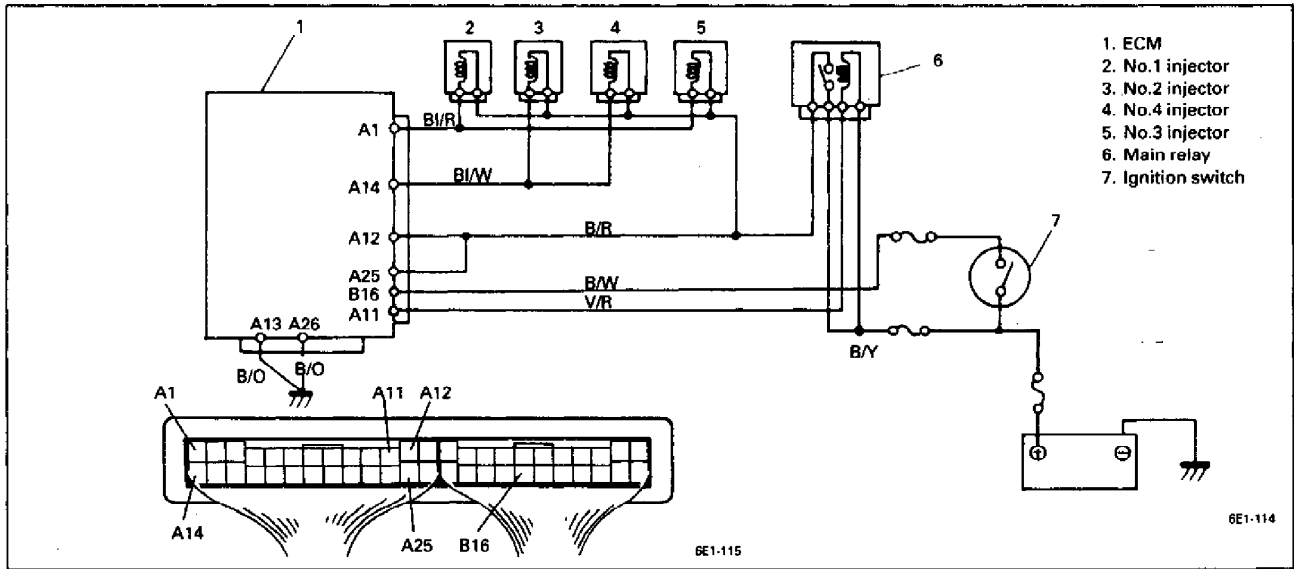 1
2
3
4
5
6
7
1. ECM
2. No.1 injector
3. No.2 injector
4. No.4 injector
5. No.3 injector
6. Main relay
7. Ignition switch
A1
Bl/R
A14
Bl/W
A12
B/R
A25
B16
B/W
A11
V/R
A13 A26
B/O
B/O
B/Y
A1
A11
A12
A14
A25
B16
6E1-115
6E1-114